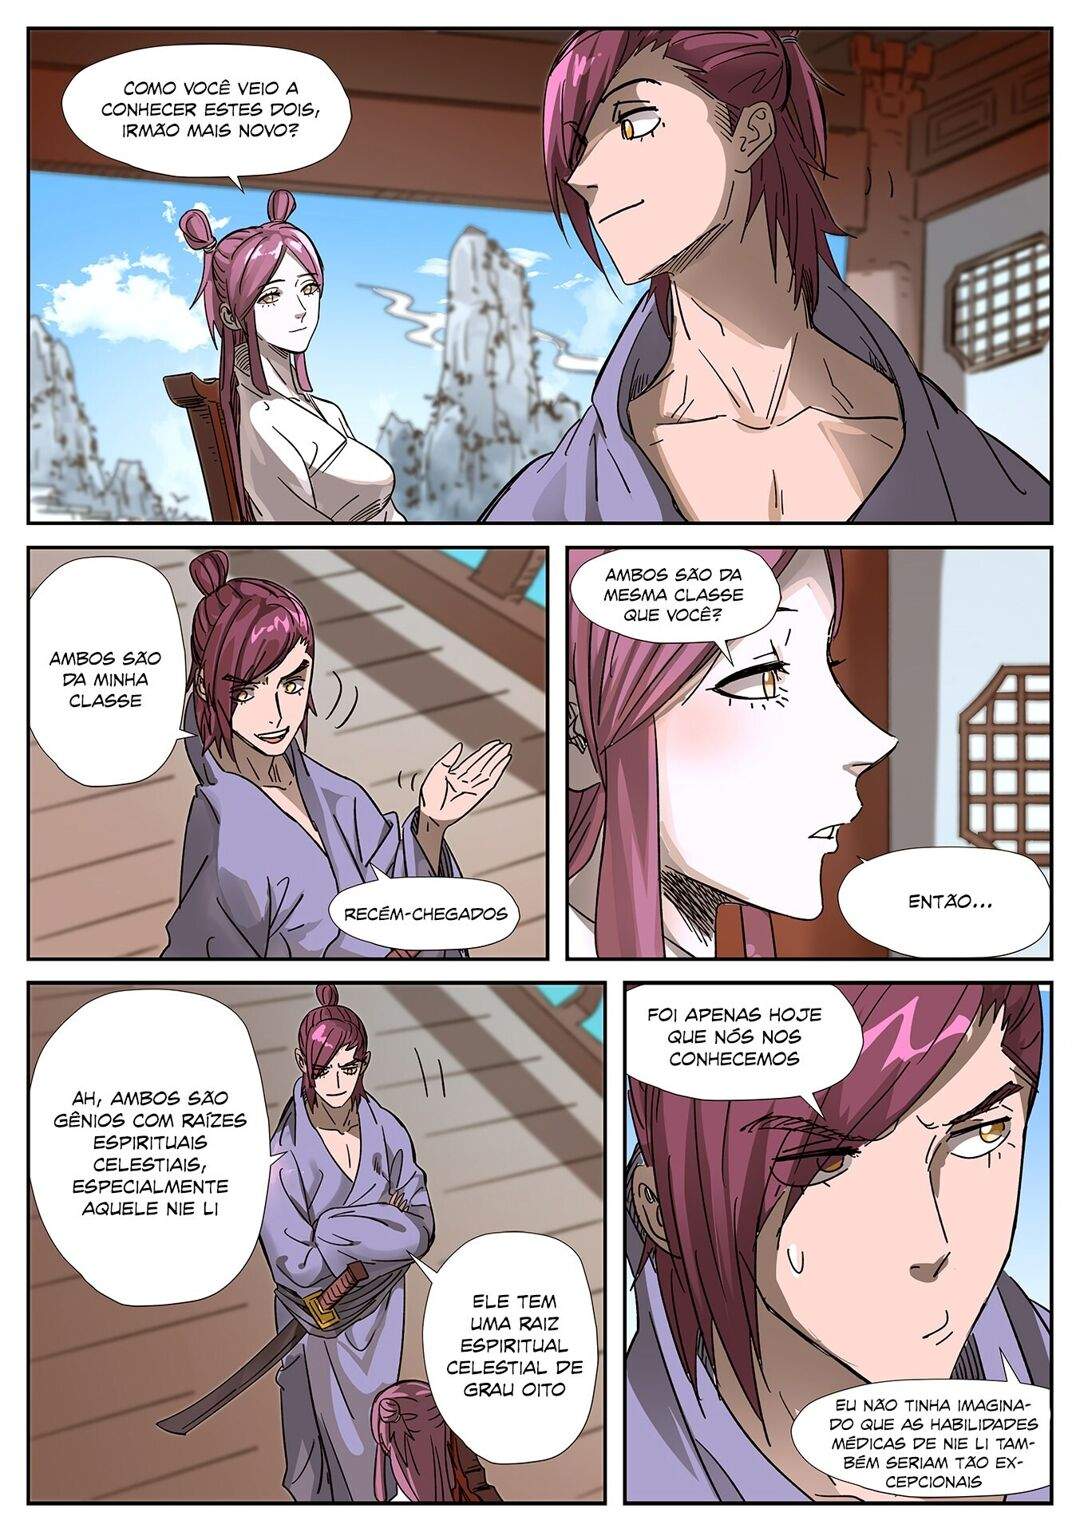 COMO VOCÊ VEIO A
CONHECER ESTES DOIS,
IRMÃO MAIS NOVO?
AMBOS SÃO
DA MINHA
CLASSE
RECÉM-CHEGADOS
AMBOS SÃO DA
MESMA CLASSE
QUE VOCÊ?
ENTÃO...
AH, AMBOS SÃO
GÊNIOS COM RAÍZES
ESPIRITUAIS
CELESTIAIS,
ESPECIALMENTE
AQUELE NIE LI
ELE TEM
UMA RAIZ
ESPIRITUAL
CELESTIAL DE
GRAU OITO
FOI APENAS HOJE
QUE NÓS NOS
CONHECEMOS
EU NÃO TINHA IMAGINA-
DO QUE AS HABILIDADES
MÉDICAS DE NIE LI TAM-
BÉM SERIAM TÃO EX-
CEPCIONAIS